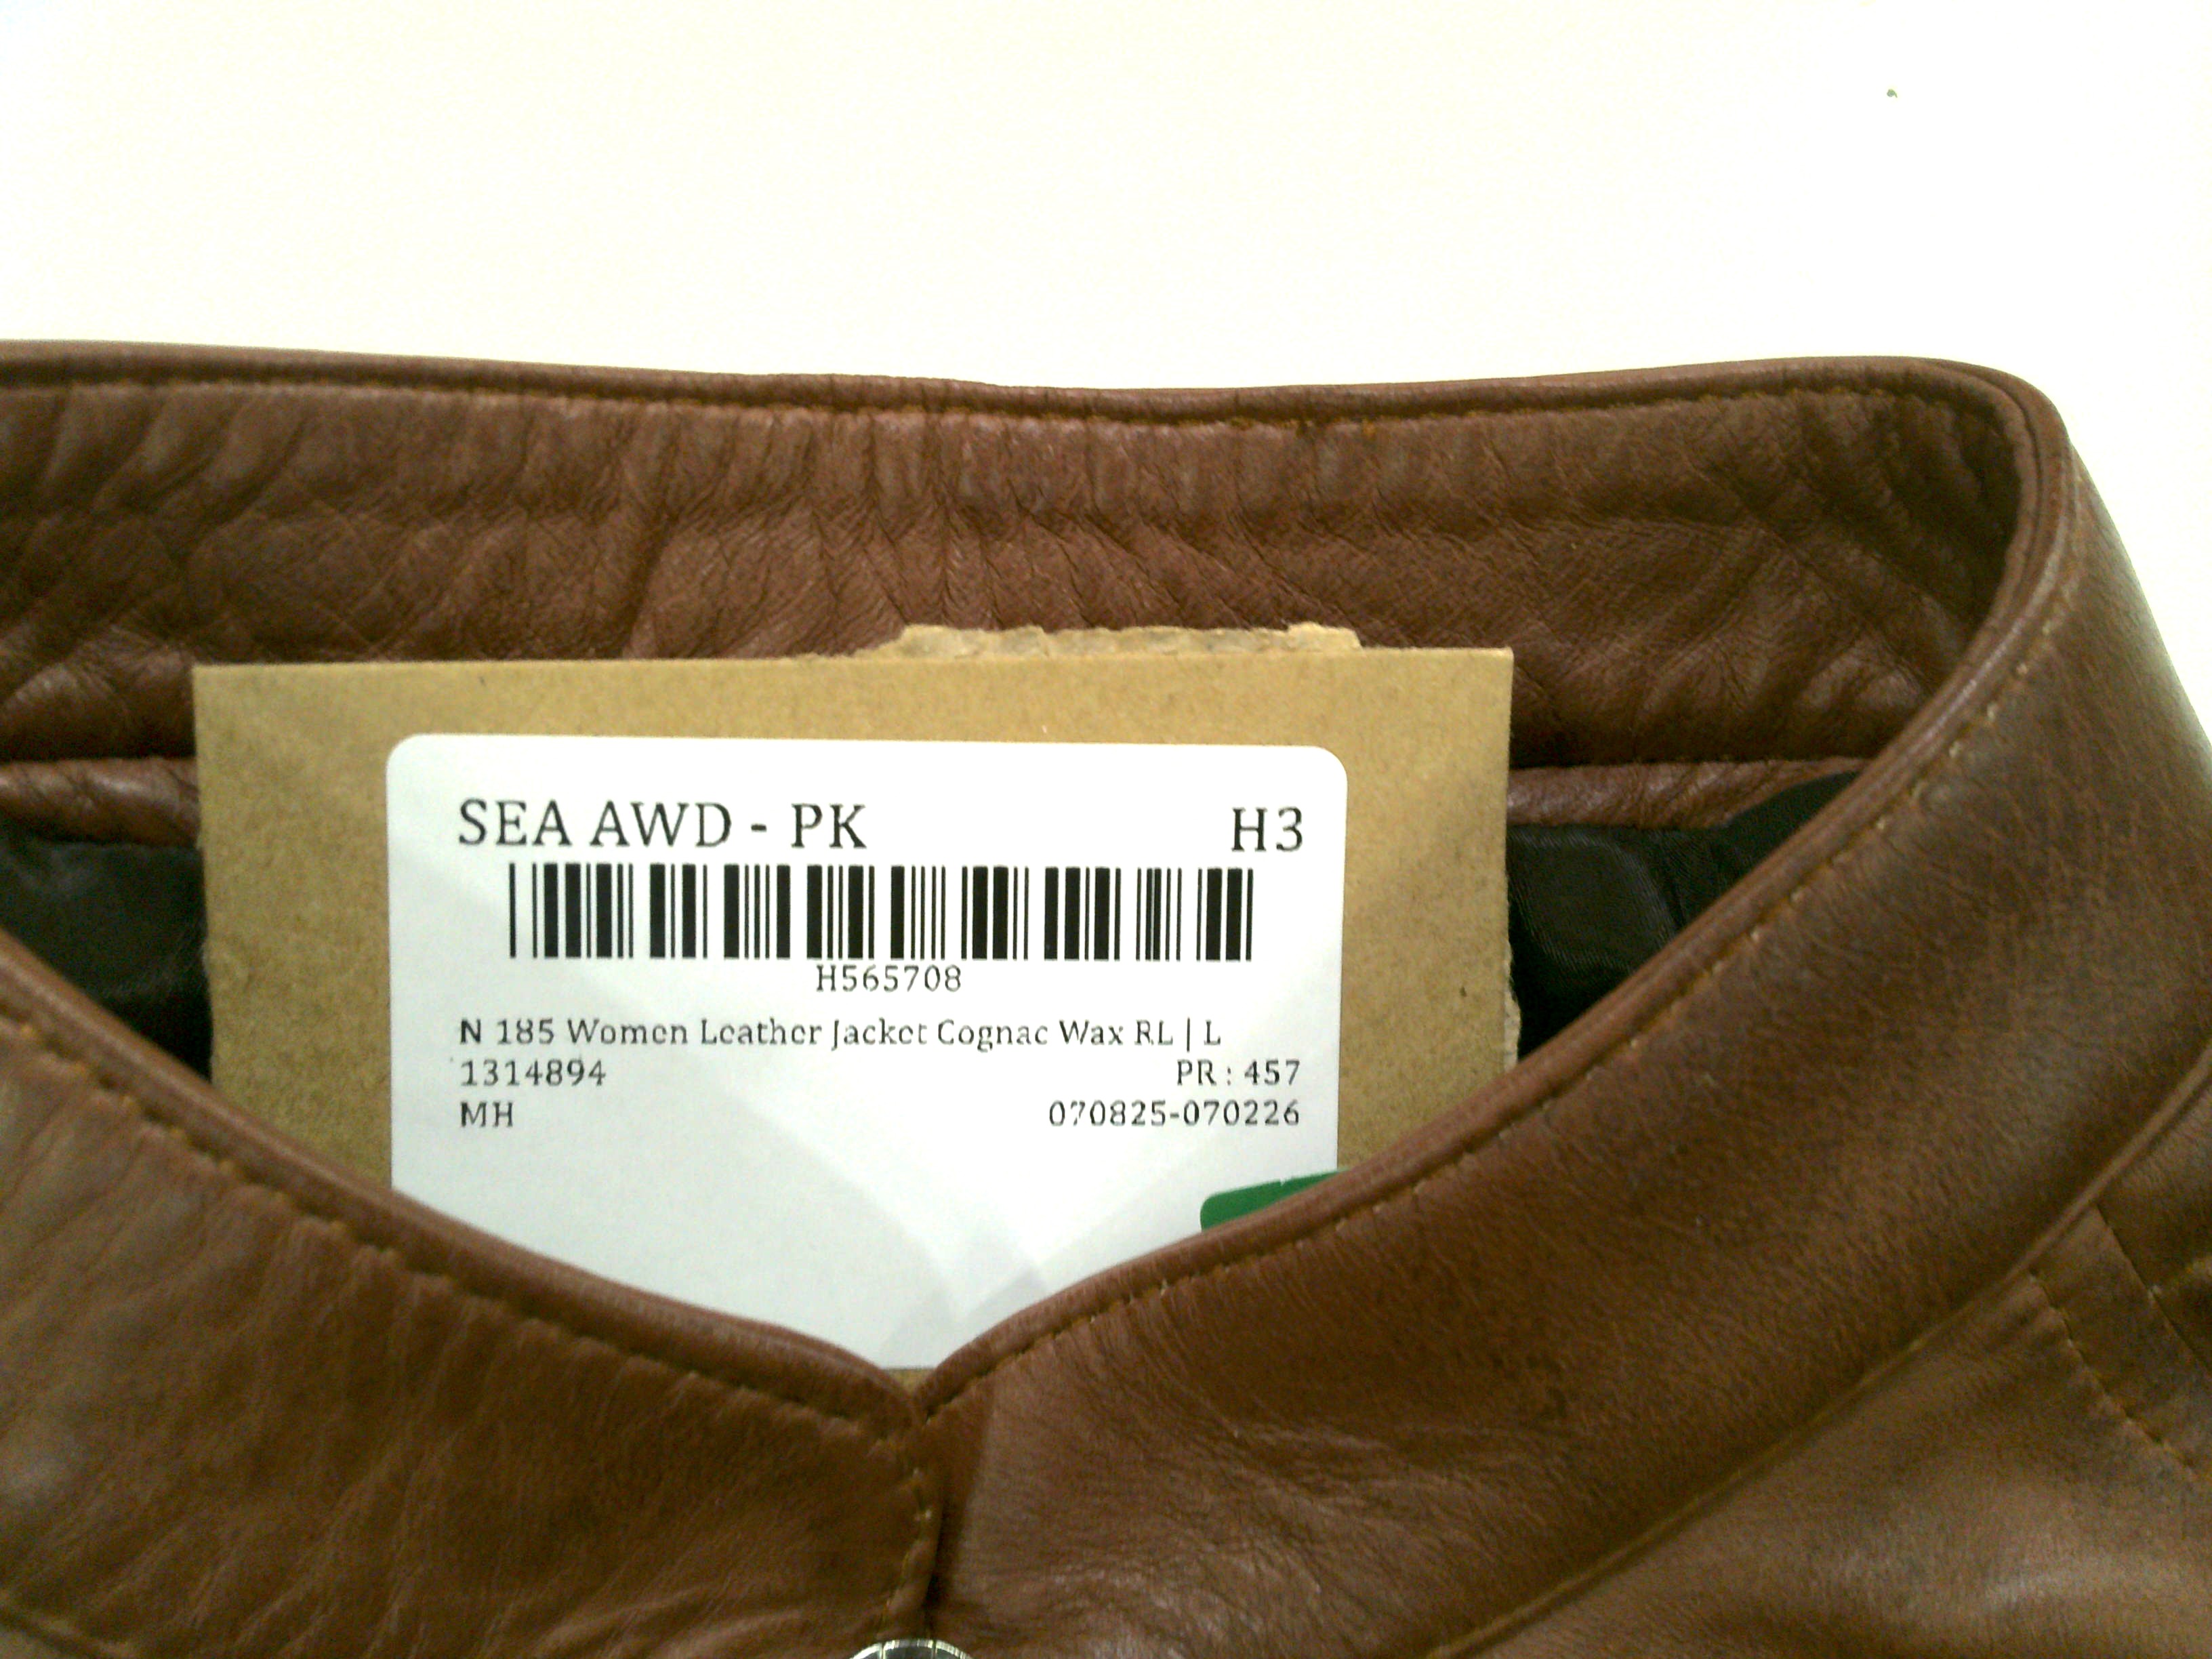 SEA AWD - PK H3
H565708
N 185 Women Leather Jacket Cognac Wax RL | L
1314894 PR : 457
MH 070825-070226